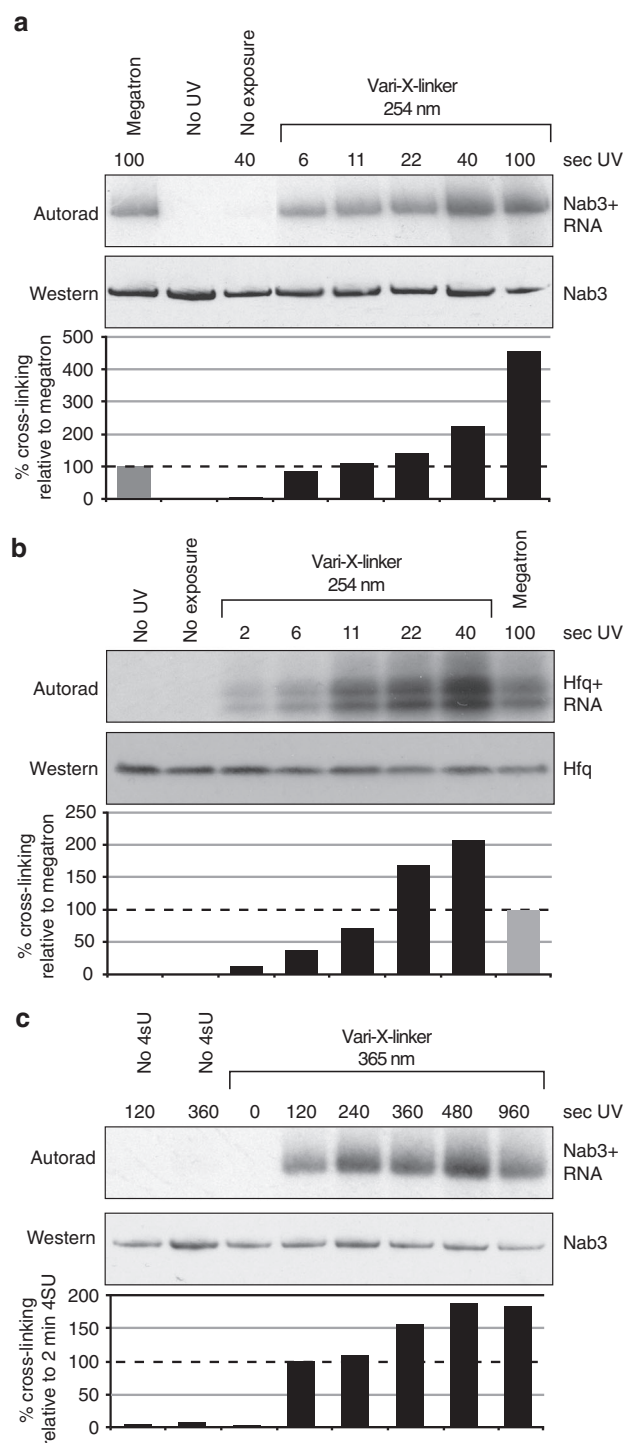 a
Megatron
No UV
No exposure
Vari-X-linker
254 nm
100
40
6
11
22
40
100
sec UV
Autorad
Nab3+
RNA
Western
Nab3
% cross-linking
relative to megatron
500
400
300
200
100
0
b
No UV
No exposure
Vari-X-linker
254 nm
Megatron
2
6
11
22
40
100
sec UV
Autorad
Hfq+
RNA
Western
Hfq
% cross-linking
relative to megatron
250
200
150
100
50
0
c
No 4sU
No 4sU
Vari-X-linker
365 nm
120
360
0
120
240
360
480
960
sec UV
Autorad
Nab3+
RNA
Western
Nab3
% cross-linking
relative to 2 min 4SU
200
150
100
50
0